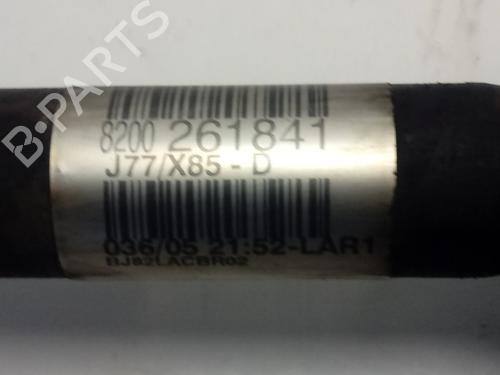 B-PARTS
8200 261841
J77/X85 - D
036/05 21:52-LAR1
BJ82LACBR02